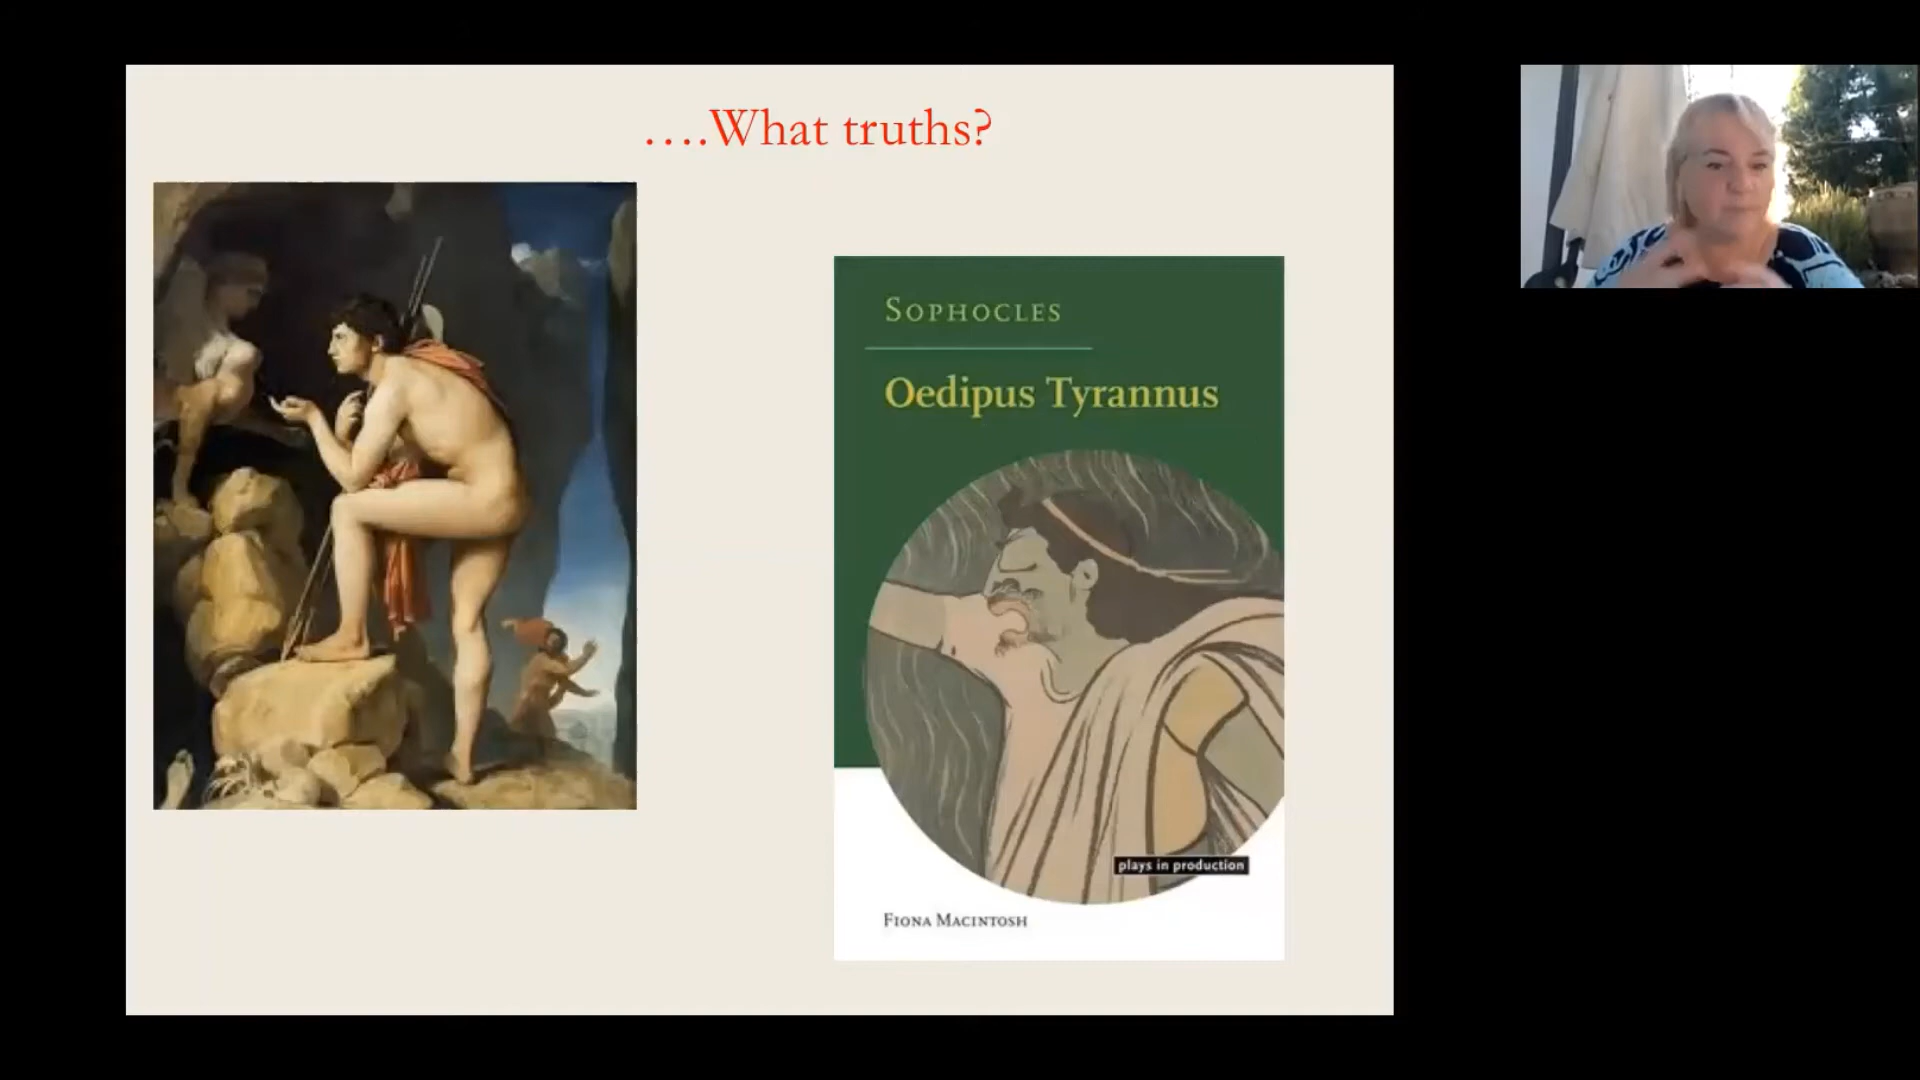 ....What truths?
SOPHOCLES
Oedipus Tyrannus
plays in production
FIONA MACINTOSH